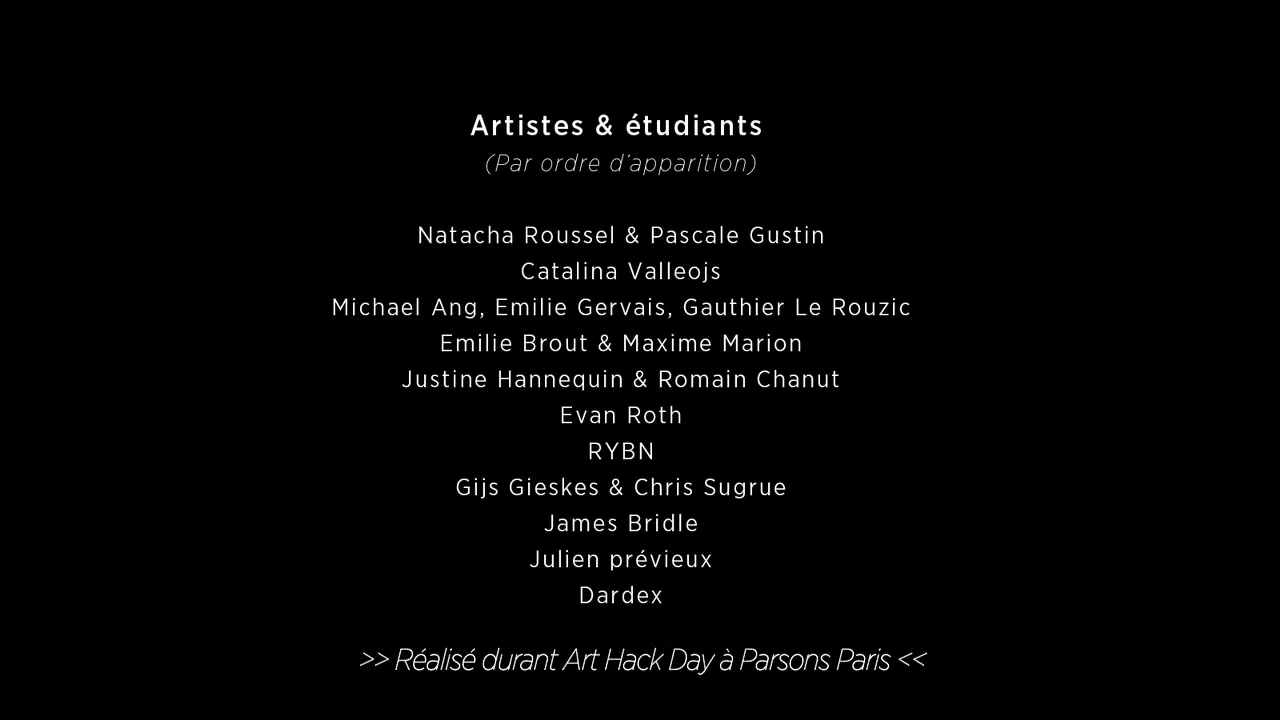 Artistes & étudiants
(Par ordre d'apparition)
Natacha Roussel & Pascale Gustin
Catalina Valleojs
Michael Ang, Emilie Gervais, Gauthier Le Rouzic
Emilie Brout & Maxime Marion
Justine Hannequin & Romain Chanut
Evan Roth
RYBN
Gijs Gieskes & Chris Sugrue
James Bridle
Julien prévieux
Dardex
>> Réalisé durant Art Hack Day à Parsons Paris <<